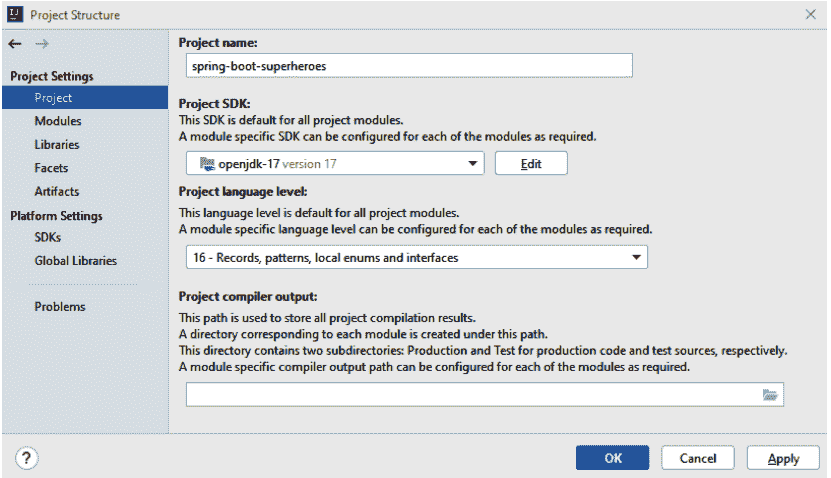 IJ Project Structure
Project Settings
Project
Modules
Libraries
Facets
Artifacts
Platform Settings
SDKs
Global Libraries
Problems
Project name:
spring-boot-superheroes
Project SDK:
This SDK is default for all project modules.
A module specific SDK can be configured for each of the modules as required.
openjdk-17 version 17 Edit
Project language level:
This language level is default for all project modules.
A module specific language level can be configured for each of the modules as required.
16 - Records, patterns, local enums and interfaces
Project compiler output:
This path is used to store all project compilation results.
A directory corresponding to each module is created under this path.
This directory contains two subdirectories: Production and Test for production code and test sources, respectively.
A module specific compiler output path can be configured for each of the modules as required.
? OK Cancel Apply